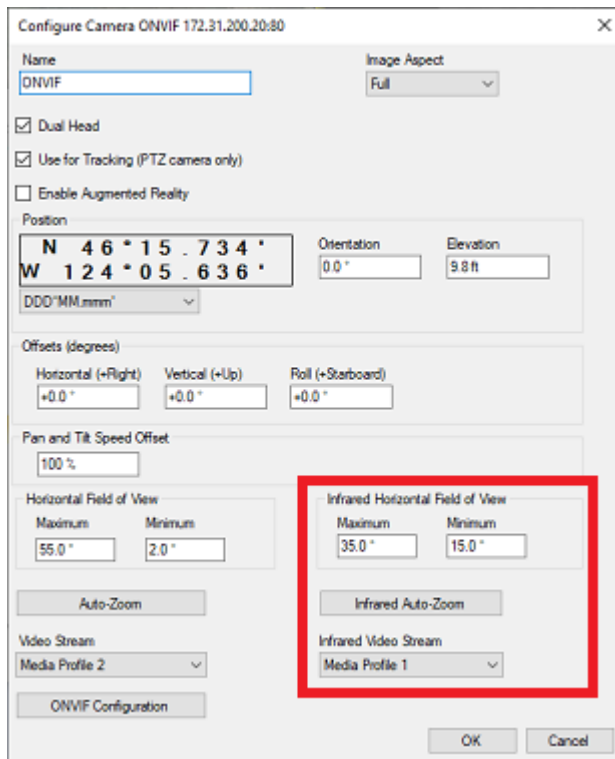 Configure Camera ONVIF 172.31.200.20:80
Name
Image Aspect
ONVIF
Full
Dual Head
Use for Tracking (PTZ camera only)
Enable Augmented Reality
Position
N 46°15.734'
W 124°05.636'
Orientation
Elevation
0.0 °
9.8 ft
DDD°MM.mmm'
Offsets (degrees)
Horizontal (+Right)
Vertical (+Up)
Roll (+Starboard)
+0.0 °
+0.0 °
+0.0 °
Pan and Tilt Speed Offset
100 %
Horizontal Field of View
Maximum
Minimum
55.0 °
2.0 °
Infrared Horizontal Field of View
Maximum
Minimum
35.0 °
15.0 °
Auto-Zoom
Infrared Auto-Zoom
Video Stream
Media Profile 2
Infrared Video Stream
Media Profile 1
ONVIF Configuration
OK
Cancel